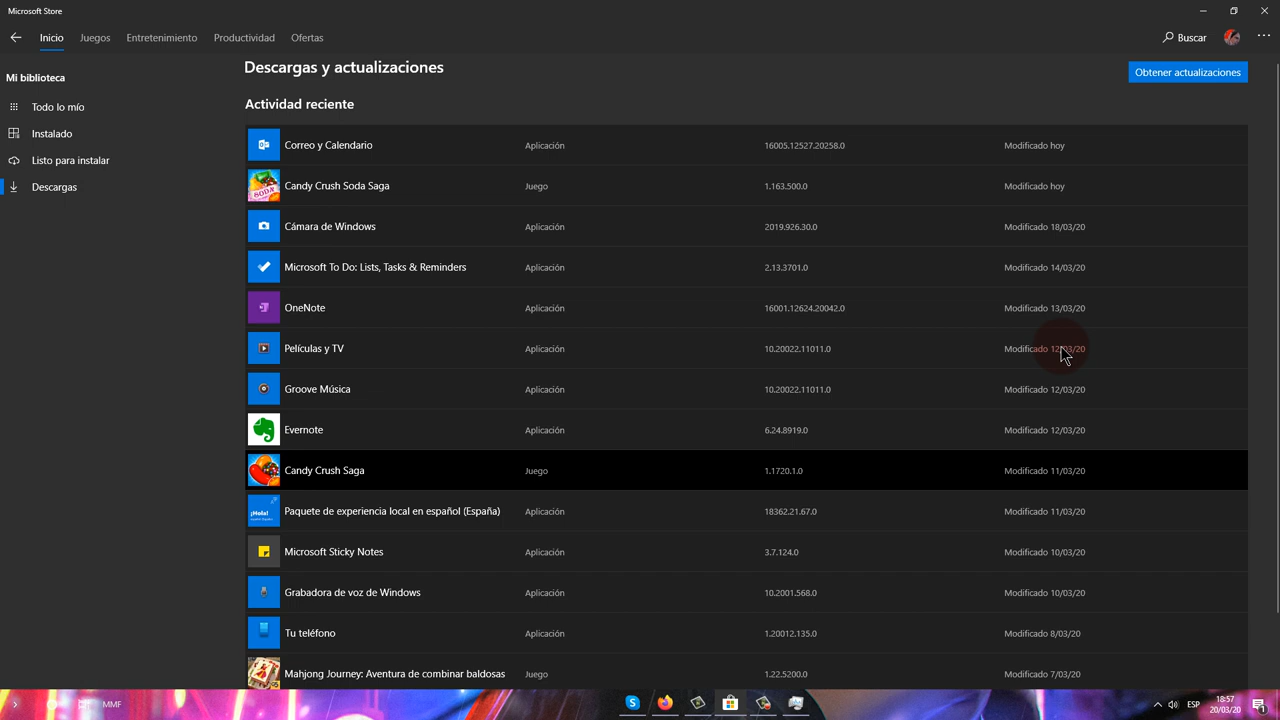 Microsoft Store
Inicio Juegos Entretenimiento Productividad Ofertas Buscar
Mi biblioteca
Todo lo mío
Instalado
Listo para instalar
Descargas
Descargas y actualizaciones
Obtener actualizaciones
Actividad reciente
Correo y Calendario Aplicación 16005.12527.20258.0 Modificado hoy
SODA
Candy Crush Soda Saga Juego 1.163.500.0 Modificado hoy
Cámara de Windows Aplicación 2019.926.30.0 Modificado 18/03/20
Microsoft To Do: Lists, Tasks & Reminders Aplicación 2.13.3701.0 Modificado 14/03/20
OneNote Aplicación 16001.12624.20042.0 Modificado 13/03/20
Películas y TV Aplicación 10.20022.11011.0 Modificado 12/03/20
Groove Música Aplicación 10.20022.11011.0 Modificado 12/03/20
Evernote Aplicación 6.24.8919.0 Modificado 12/03/20
Candy Crush Saga Juego 1.1720.1.0 Modificado 11/03/20
¡Hola!
Paquete de experiencia local en español (España) Aplicación 18362.21.67.0 Modificado 11/03/20
Microsoft Sticky Notes Aplicación 3.7.124.0 Modificado 10/03/20
Grabadora de voz de Windows Aplicación 10.2001.568.0 Modificado 10/03/20
Tu teléfono Aplicación 1.20012.135.0 Modificado 8/03/20
Mahjong Journey: Aventura de combinar baldosas Juego 1.22.5200.0 Modificado 7/03/20
MMF ESP 18:57
20/03/20